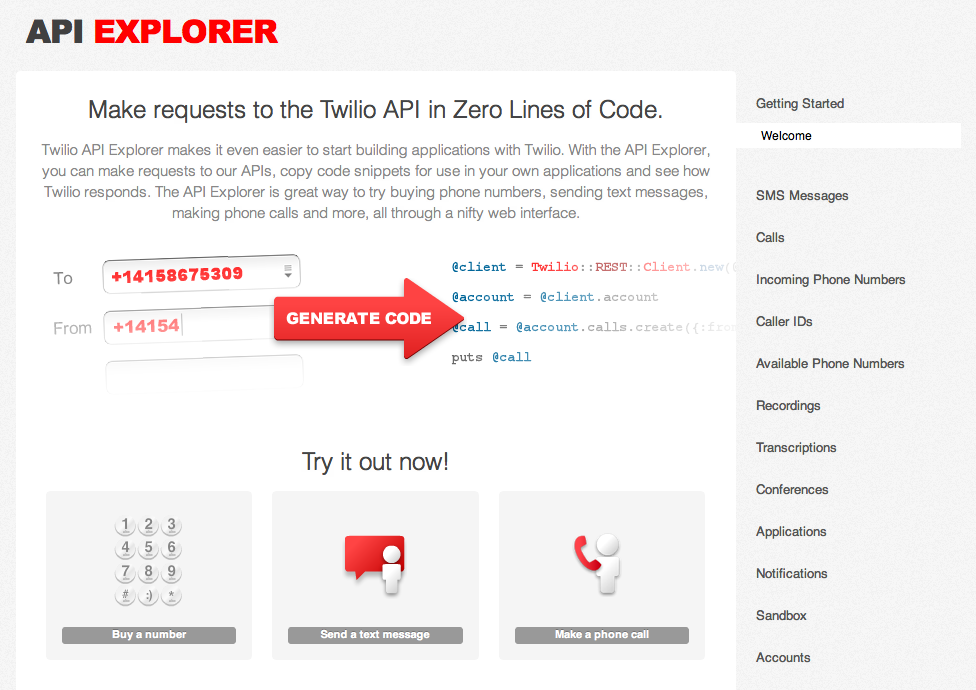 API EXPLORER
Make requests to the Twilio API in Zero Lines of Code.
Twilio API Explorer makes it even easier to start building applications with Twilio. With the API Explorer,
you can make requests to our APIs, copy code snippets for use in your own applications and see how
Twilio responds. The API Explorer is great way to try buying phone numbers, sending text messages,
making phone calls and more, all through a nifty web interface.
To
+14158675309
From
+14154
GENERATE CODE
@client = Twilio::REST::Client.new(@
@account = @client.account
@call = @account.calls.create({:from
puts @call
Try it out now!
1 2 3
4 5 6
7 8 9
# :) *
Buy a number
Send a text message
Make a phone call
Getting Started
Welcome
SMS Messages
Calls
Incoming Phone Numbers
Caller IDs
Available Phone Numbers
Recordings
Transcriptions
Conferences
Applications
Notifications
Sandbox
Accounts